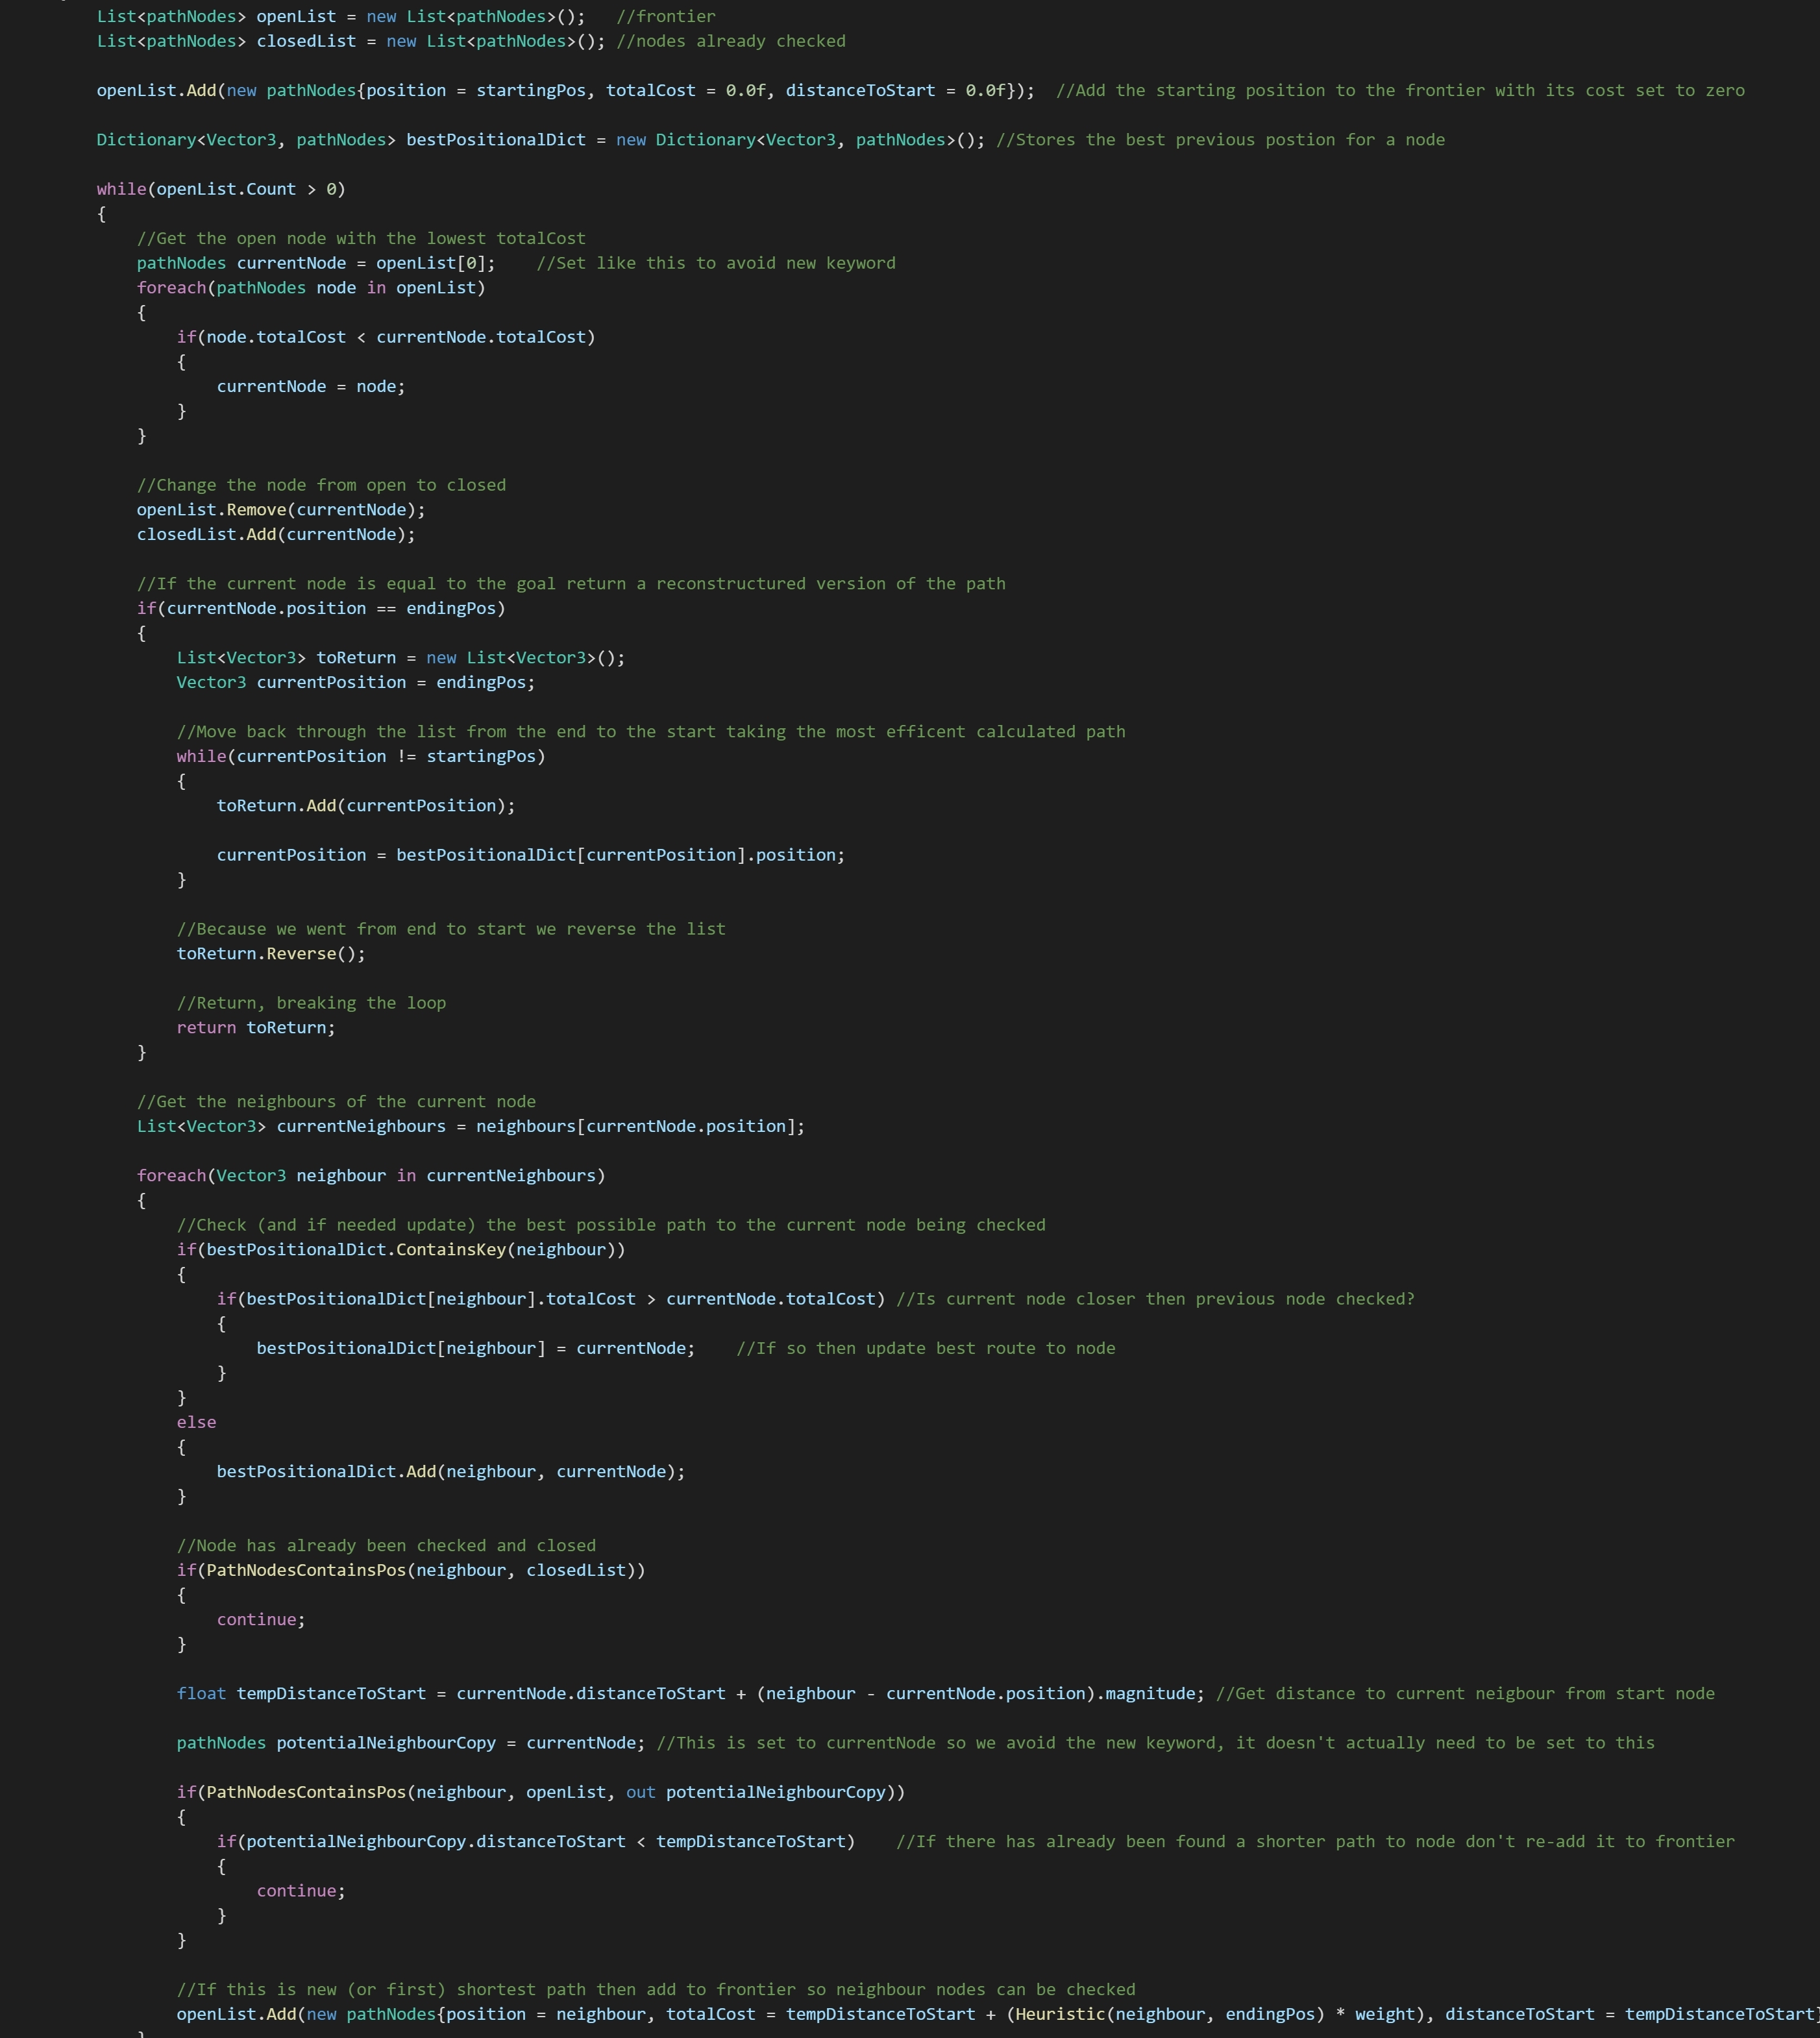 List<pathNodes> openList = new List<pathNodes>();   //frontier
List<pathNodes> closedList = new List<pathNodes>(); //nodes already checked
openList.Add(new pathNodes{position = startingPos, totalCost = 0.0f, distanceToStart = 0.0f});  //Add the starting position to the frontier with its cost set to zero
Dictionary<Vector3, pathNodes> bestPositionalDict = new Dictionary<Vector3, pathNodes>(); //Stores the best previous postion for a node
while(openList.Count > 0)
{
//Get the open node with the lowest totalCost
pathNodes currentNode = openList[0];    //Set like this to avoid new keyword
foreach(pathNodes node in openList)
{
if(node.totalCost < currentNode.totalCost)
{
currentNode = node;
}
}
//Change the node from open to closed
openList.Remove(currentNode);
closedList.Add(currentNode);
//If the current node is equal to the goal return a reconstructured version of the path
if(currentNode.position == endingPos)
{
List<Vector3> toReturn = new List<Vector3>();
Vector3 currentPosition = endingPos;
//Move back through the list from the end to the start taking the most efficent calculated path
while(currentPosition != startingPos)
{
toReturn.Add(currentPosition);
currentPosition = bestPositionalDict[currentPosition].position;
}
//Because we went from end to start we reverse the list
toReturn.Reverse();
//Return, breaking the loop
return toReturn;
}
//Get the neighbours of the current node
List<Vector3> currentNeighbours = neighbours[currentNode.position];
foreach(Vector3 neighbour in currentNeighbours)
{
//Check (and if needed update) the best possible path to the current node being checked
if(bestPositionalDict.ContainsKey(neighbour))
{
if(bestPositionalDict[neighbour].totalCost > currentNode.totalCost) //Is current node closer then previous node checked?
{
bestPositionalDict[neighbour] = currentNode;    //If so then update best route to node
}
}
else
{
bestPositionalDict.Add(neighbour, currentNode);
}
//Node has already been checked and closed
if(PathNodesContainsPos(neighbour, closedList))
{
continue;
}
float tempDistanceToStart = currentNode.distanceToStart + (neighbour - currentNode.position).magnitude; //Get distance to current neigbour from start node
pathNodes potentialNeighbourCopy = currentNode; //This is set to currentNode so we avoid the new keyword, it doesn't actually need to be set to this
if(PathNodesContainsPos(neighbour, openList, out potentialNeighbourCopy))
{
if(potentialNeighbourCopy.distanceToStart < tempDistanceToStart)    //If there has already been found a shorter path to node don't re-add it to frontier
{
continue;
}
}
//If this is new (or first) shortest path then add to frontier so neighbour nodes can be checked
openList.Add(new pathNodes{position = neighbour, totalCost = tempDistanceToStart + (Heuristic(neighbour, endingPos) * weight), distanceToStart = tempDistanceToStart}